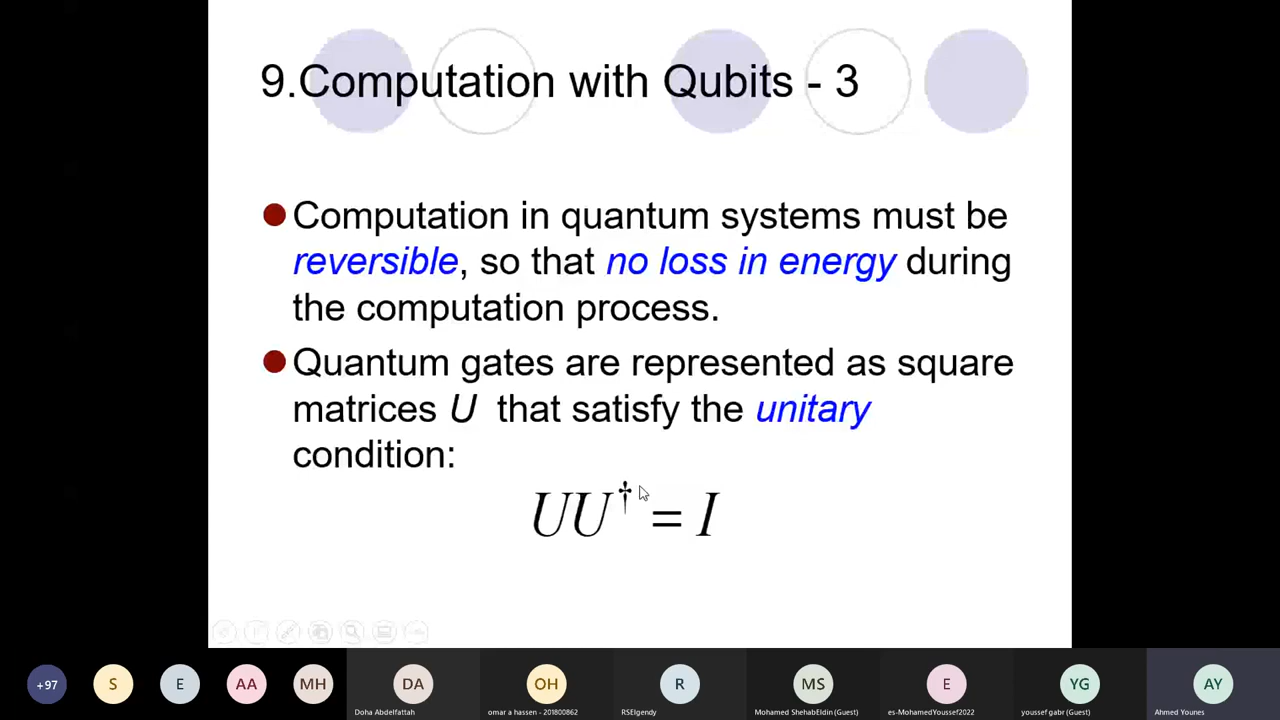 9.Computation with Qubits - 3
Computation in quantum systems must be
reversible, so that no loss in energy during
the computation process.
Quantum gates are represented as square
matrices U that satisfy the unitary
condition:
UU† = I
+97
S
E
AA
MH
DA
OH
R
MS
E
YG
AY
Doha Abdelfattah
omar a hassen - 201800862
RSElgendy
Mohamed ShehabEldin (Guest)
es-MohamedYoussef2022
youssef gabr (Guest)
Ahmed Younes